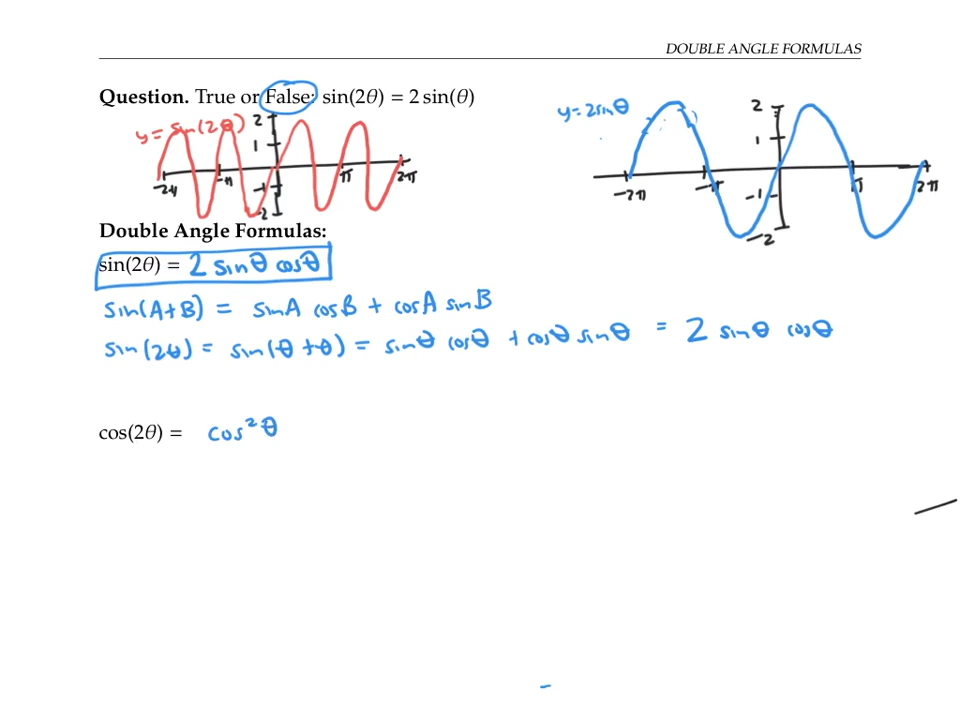 DOUBLE ANGLE FORMULAS
Question. True or False: sin(2θ) = 2 sin(θ)
y = sin(2θ)
2
1
-2π
-π
π
2π
-1
-2
y = 2sinθ
2
1
-2π
-π
π
2π
-1
-2
Double Angle Formulas:
sin(2θ) = 2 sinθ cosθ
sin(A+B) = sinA cosB + cosA sinB
sin(2θ) = sin(θ+θ) = sinθ cosθ + cosθ sinθ = 2 sinθ cosθ
cos(2θ) = cos²θ